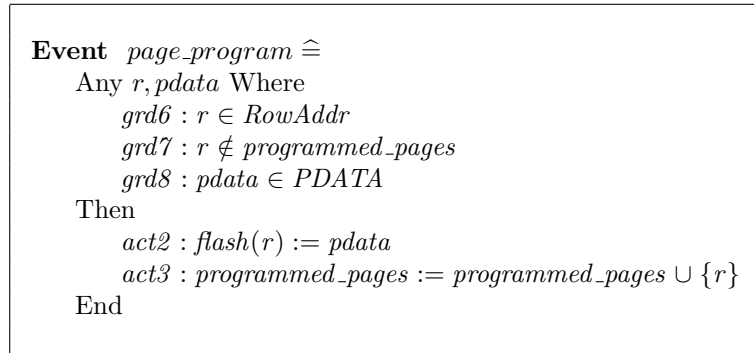 Event page_program ≙
Any r, pdata Where
grd6 : r ∈ RowAddr
grd7 : r ∉ programmed_pages
grd8 : pdata ∈ PDATA
Then
act2 : flash(r) := pdata
act3 : programmed_pages := programmed_pages ∪ {r}
End